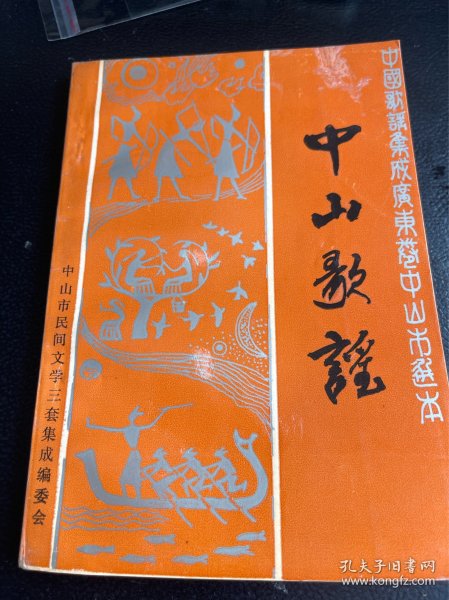 中國歌謠集成廣東卷中山市選本
中山歌謠
中山市民间文学三套集成编委会
孔夫子旧书网
www.kongfz.com